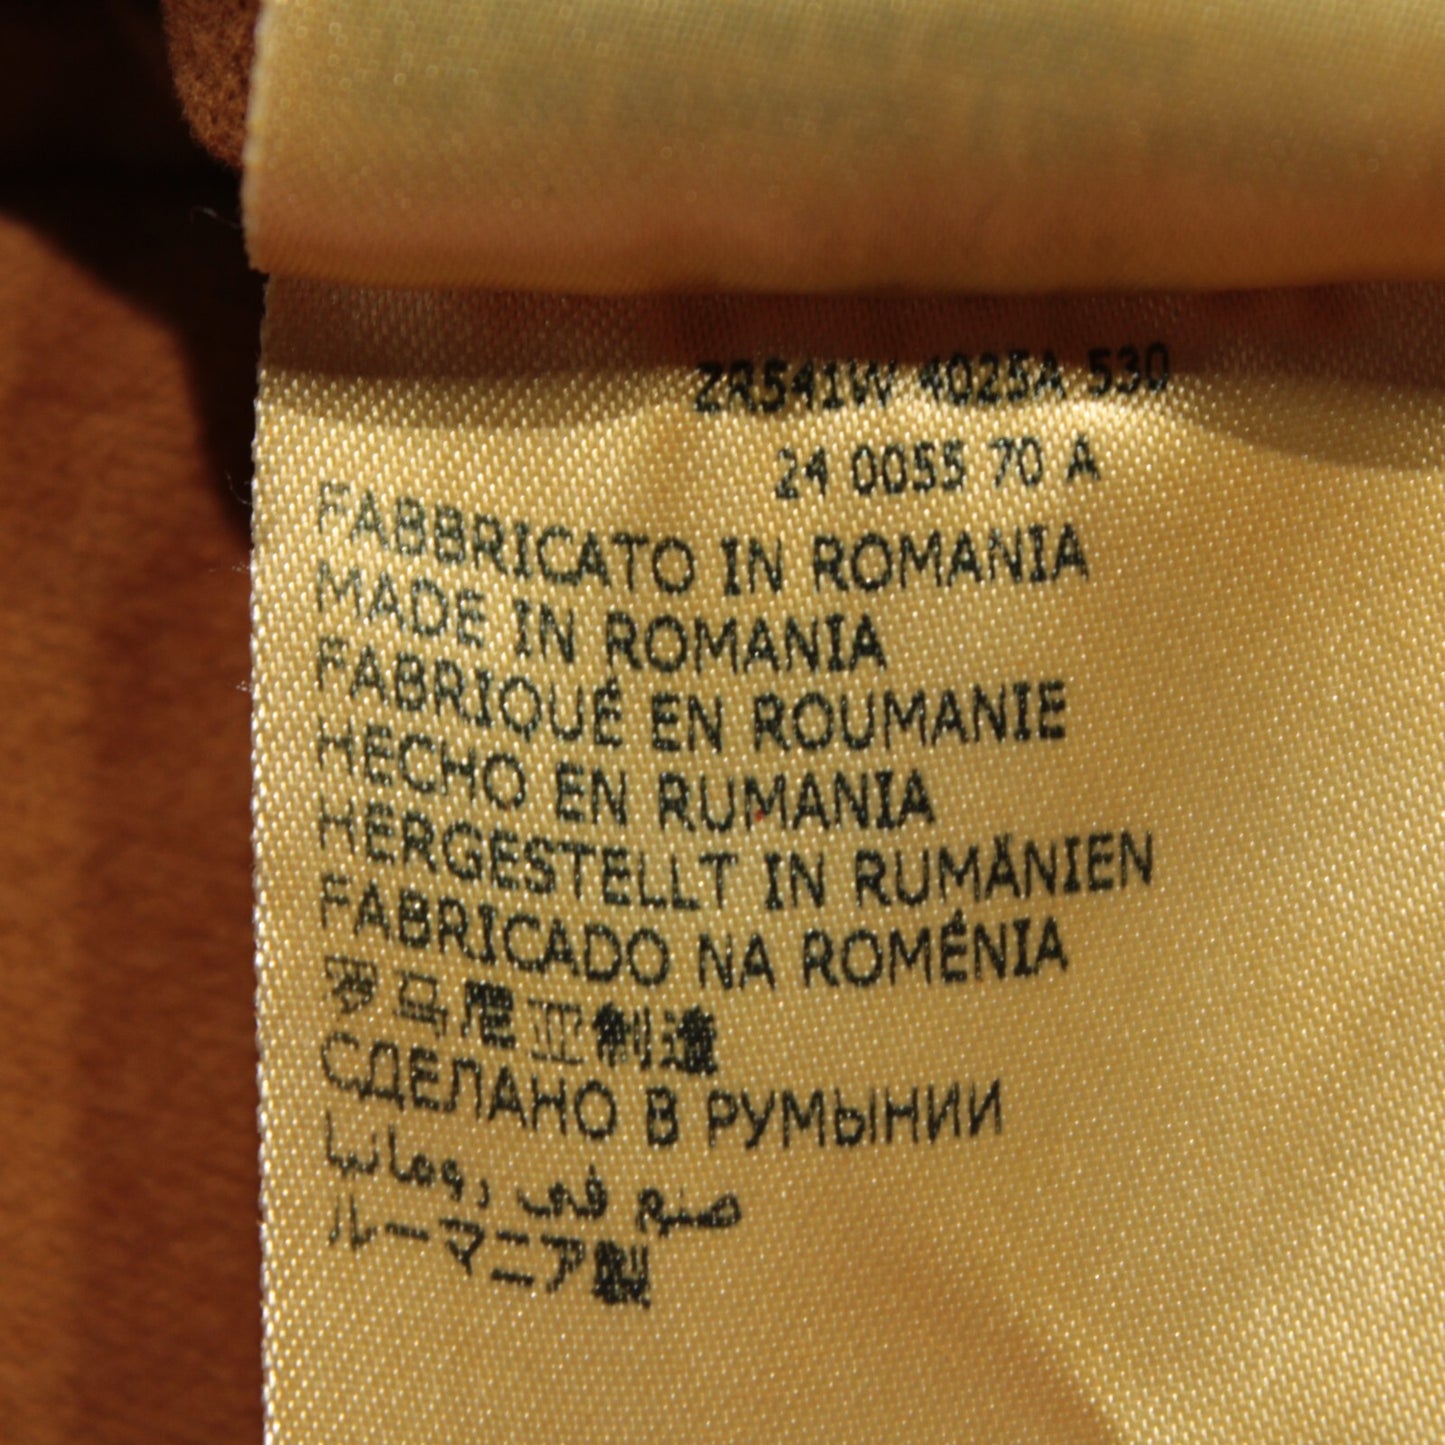 ZR541W 4025A 530
24 0055 70 A
FABBRICATO IN ROMANIA
MADE IN ROMANIA
FABRIQUÉ EN ROUMANIE
HECHO EN RUMANIA
HERGESTELLT IN RUMÄNIEN
FABRICADO NA ROMÉNIA
罗马尼亚制造
СДЕЛАНО В РУМЫНИИ
صنع في رومانيا
ルーマニア製